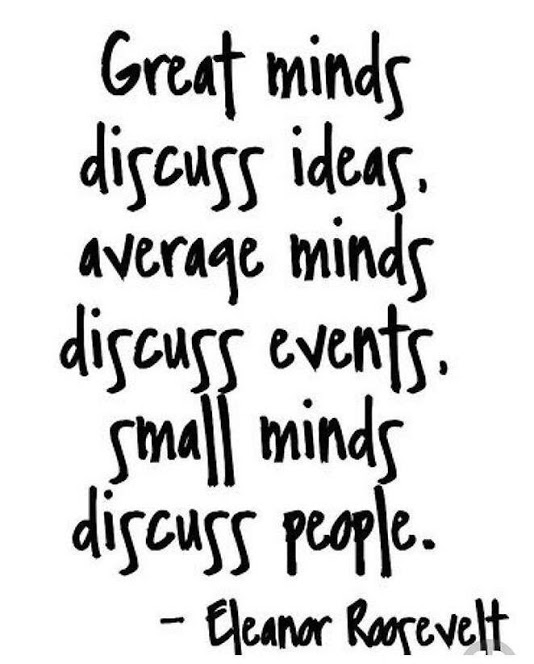 Great minds
discuss ideas,
average minds
discuss events,
small minds
discuss people.
- Eleanor Roosevelt